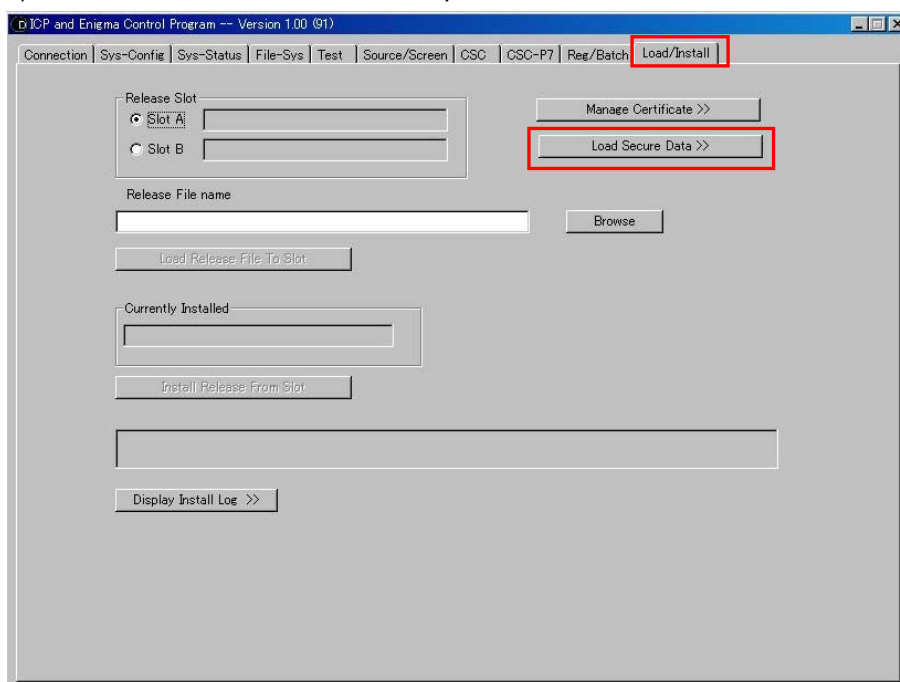 ICP and Enigma Control Program -- Version 1.00 (91)
Connection Sys-Config Sys-Status File-Sys Test Source/Screen CSC CSC-P7 Reg/Batch Load/Install
Release Slot
Slot A
Manage Certificate >>
Slot B
Load Secure Data >>
Release File name
Browse
Load Release File To Slot
Currently Installed
Install Release From Slot
Display Install Log >>